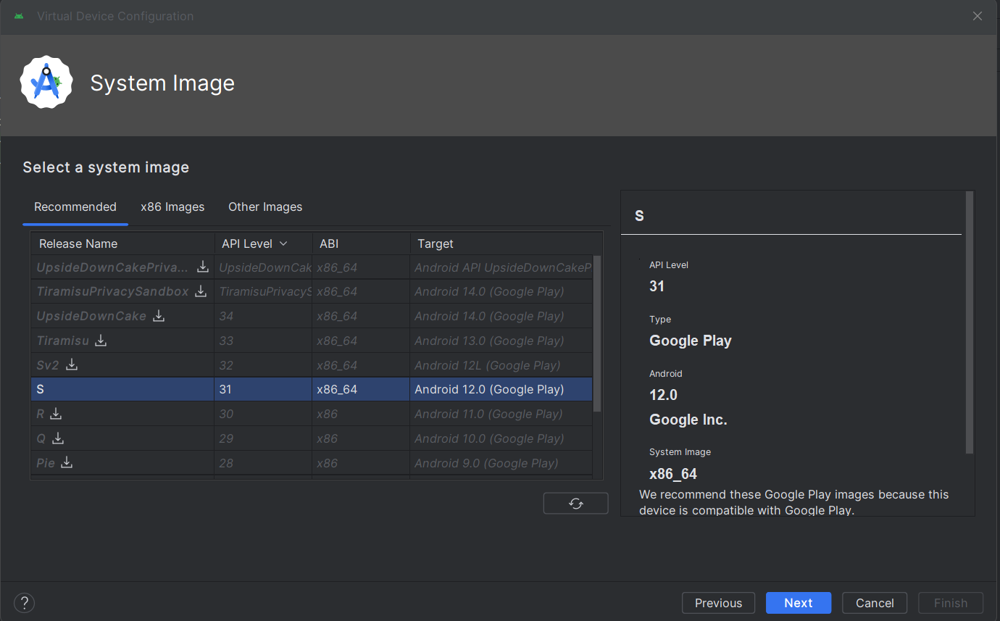 Virtual Device Configuration
System Image
Select a system image
Recommended x86 Images Other Images
Release Name API Level ABI Target
UpsideDownCakePriva... UpsideDownCak x86_64 Android API UpsideDownCakeP
TiramisuPrivacySandbox TiramisuPrivacyS x86_64 Android 14.0 (Google Play)
UpsideDownCake 34 x86_64 Android 14.0 (Google Play)
Tiramisu 33 x86_64 Android 13.0 (Google Play)
Sv2 32 x86_64 Android 12L (Google Play)
S 31 x86_64 Android 12.0 (Google Play)
R 30 x86 Android 11.0 (Google Play)
Q 29 x86 Android 10.0 (Google Play)
Pie 28 x86 Android 9.0 (Google Play)
S
API Level
31
Type
Google Play
Android
12.0
Google Inc.
System Image
x86_64
We recommend these Google Play images because this
device is compatible with Google Play.
? Previous Next Cancel Finish